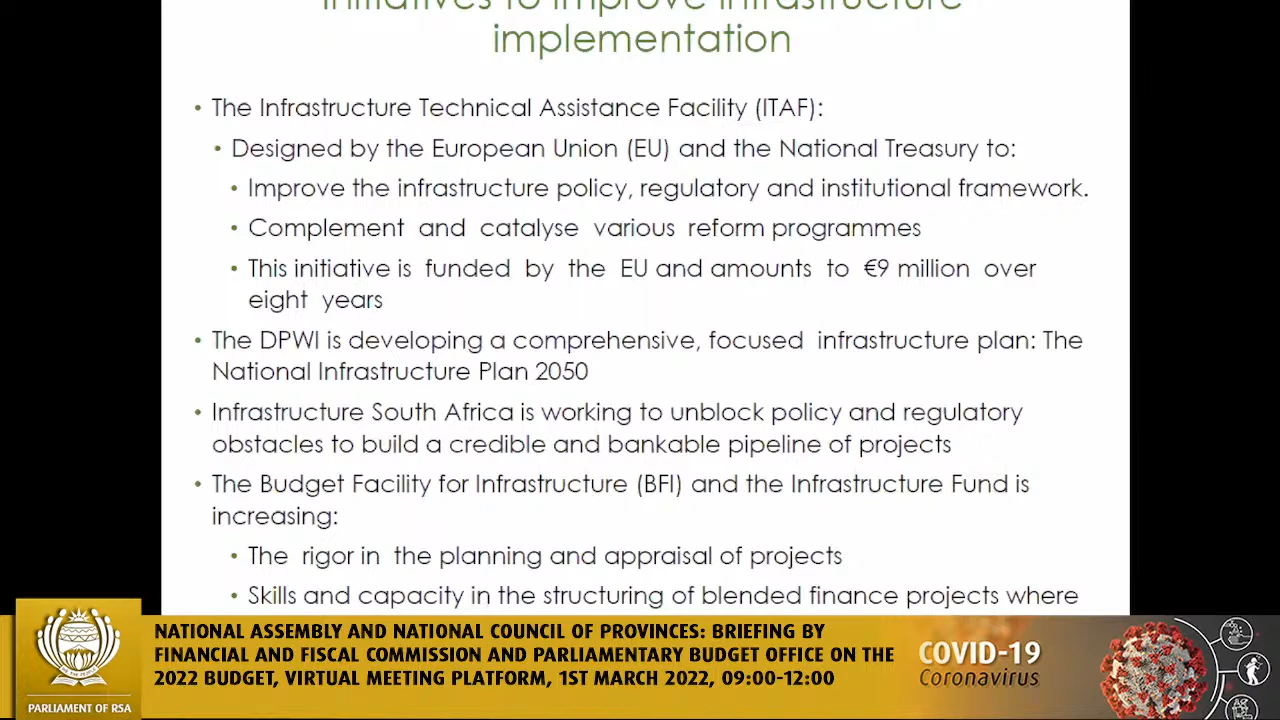 Initiatives to improve infrastructure
implementation
• The Infrastructure Technical Assistance Facility (ITAF):
• Designed by the European Union (EU) and the National Treasury to:
• Improve the infrastructure policy, regulatory and institutional framework.
• Complement and catalyse various reform programmes
• This initiative is funded by the EU and amounts to €9 million over
eight years
• The DPWI is developing a comprehensive, focused infrastructure plan: The
National Infrastructure Plan 2050
• Infrastructure South Africa is working to unblock policy and regulatory
obstacles to build a credible and bankable pipeline of projects
• The Budget Facility for Infrastructure (BFI) and the Infrastructure Fund is
increasing:
• The rigor in the planning and appraisal of projects
• Skills and capacity in the structuring of blended finance projects where
NATIONAL ASSEMBLY AND NATIONAL COUNCIL OF PROVINCES: BRIEFING BY
FINANCIAL AND FISCAL COMMISSION AND PARLIAMENTARY BUDGET OFFICE ON THE
2022 BUDGET, VIRTUAL MEETING PLATFORM, 1ST MARCH 2022, 09:00-12:00
PARLIAMENT OF RSA
COVID-19
Coronavirus